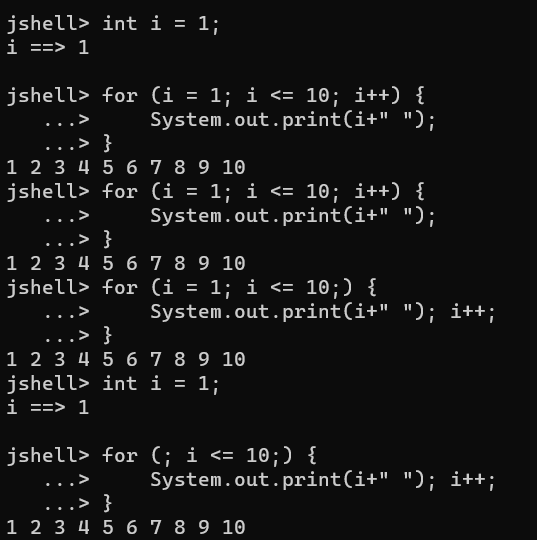 jshell> int i = 1;
i ==> 1

jshell> for (i = 1; i <= 10; i++) {
   ...>     System.out.print(i+" ");
   ...> }
1 2 3 4 5 6 7 8 9 10
jshell> for (i = 1; i <= 10; i++) {
   ...>     System.out.print(i+" ");
   ...> }
1 2 3 4 5 6 7 8 9 10
jshell> for (i = 1; i <= 10;) {
   ...>     System.out.print(i+" "); i++;
   ...> }
1 2 3 4 5 6 7 8 9 10
jshell> int i = 1;
i ==> 1

jshell> for (; i <= 10;) {
   ...>     System.out.print(i+" "); i++;
   ...> }
1 2 3 4 5 6 7 8 9 10